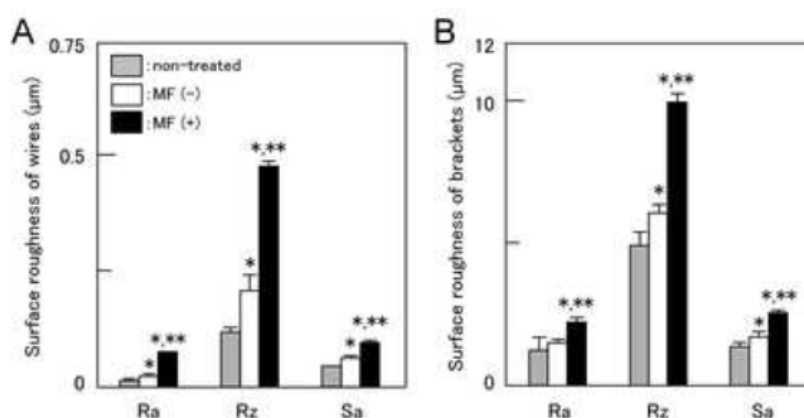 A
Surface roughness of wires (μm)
0.75
0.5
0
:non-treated
:MF (-)
:MF (+)
*
*,**
*
*,**
*
*,**
Ra
Rz
Sa
B
Surface roughness of brackets (μm)
12
10
0
*,**
*
*,**
*
*,**
Ra
Rz
Sa